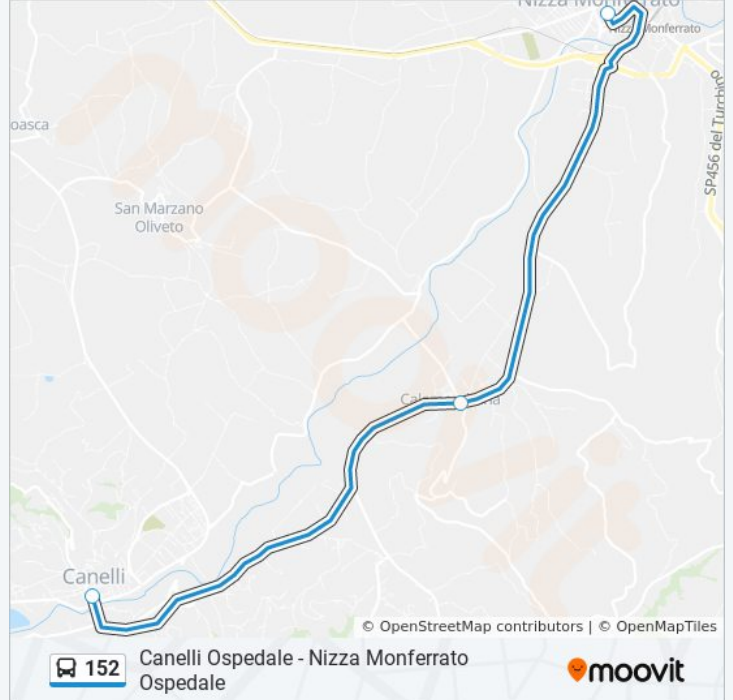 Nizza Monferrato
Nizza Monferrato
oasca
SP456 del Turchino
San Marzano
Oliveto
Canelli
© OpenStreetMap contributors | © OpenMapTiles
152
Canelli Ospedale - Nizza Monferrato
Ospedale
moovit
moovit